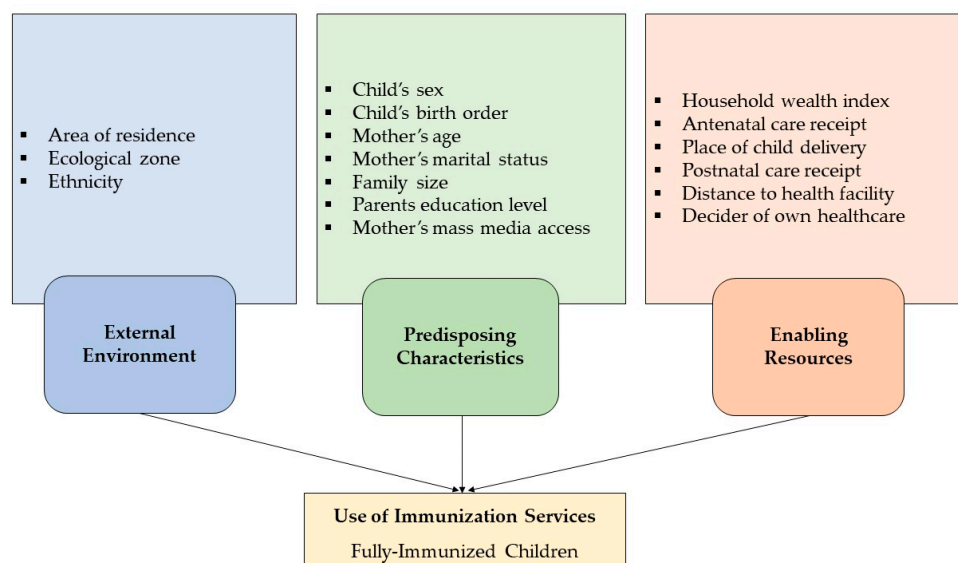 ▪ Area of residence
▪ Ecological zone
▪ Ethnicity
External
Environment
▪ Child's sex
▪ Child's birth order
▪ Mother's age
▪ Mother's marital status
▪ Family size
▪ Parents education level
▪ Mother's mass media access
Predisposing
Characteristics
▪ Household wealth index
▪ Antenatal care receipt
▪ Place of child delivery
▪ Postnatal care receipt
▪ Distance to health facility
▪ Decider of own healthcare
Enabling
Resources
Use of Immunization Services
Fully-Immunized Children